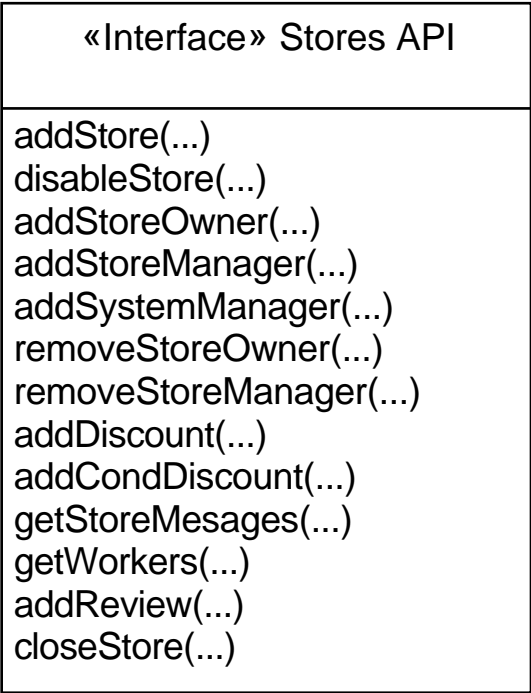 «Interface» Stores API
addStore(...)
disableStore(...)
addStoreOwner(...)
addStoreManager(...)
addSystemManager(...)
removeStoreOwner(...)
removeStoreManager(...)
addDiscount(...)
addCondDiscount(...)
getStoreMesages(...)
getWorkers(...)
addReview(...)
closeStore(...)